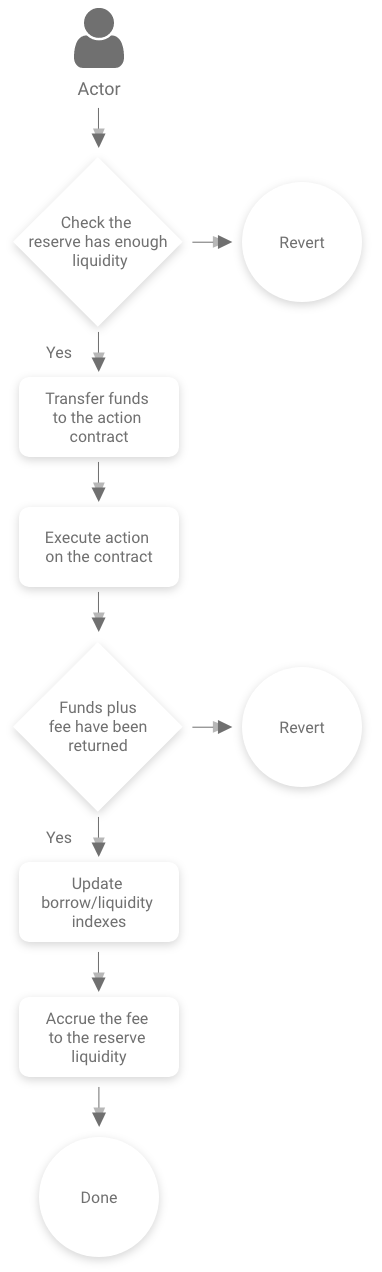 Actor
Check the
reserve has enough
liquidity
Revert
Yes
Transfer funds
to the action
contract
Execute action
on the contract
Funds plus
fee have been
returned
Revert
Yes
Update
borrow/liquidity
indexes
Accrue the fee
to the reserve
liquidity
Done